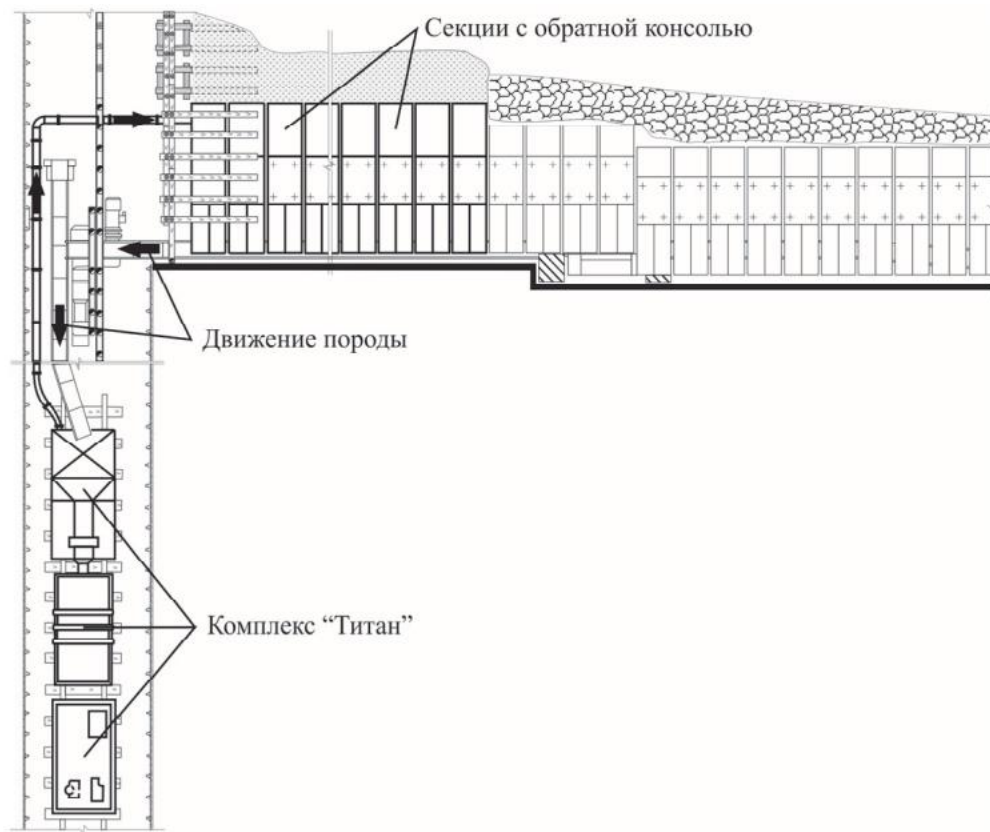 Секции с обратной консолью
Движение породы
Комплекс “Титан”